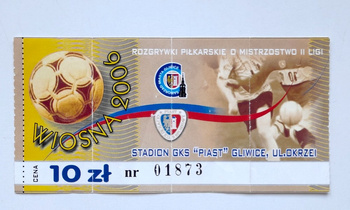 ROZGRYWKI PIŁKARSKIE O MISTRZOSTWO II LIGI
WIOSNA 2006
STADION GKS "PIAST" GLIWICE, UL.OKRZEI
CENA 10 zł nr 01873